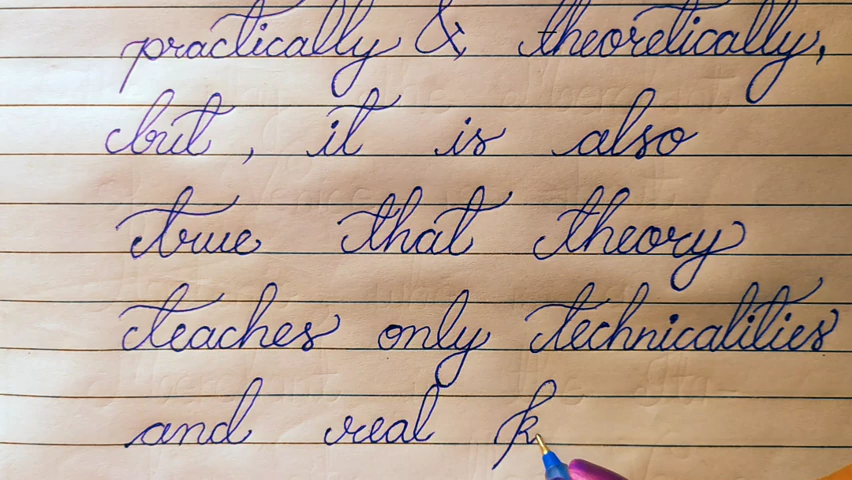 practically & theoretically,
but, it is also
true that theory
teaches only technicalities
and real k